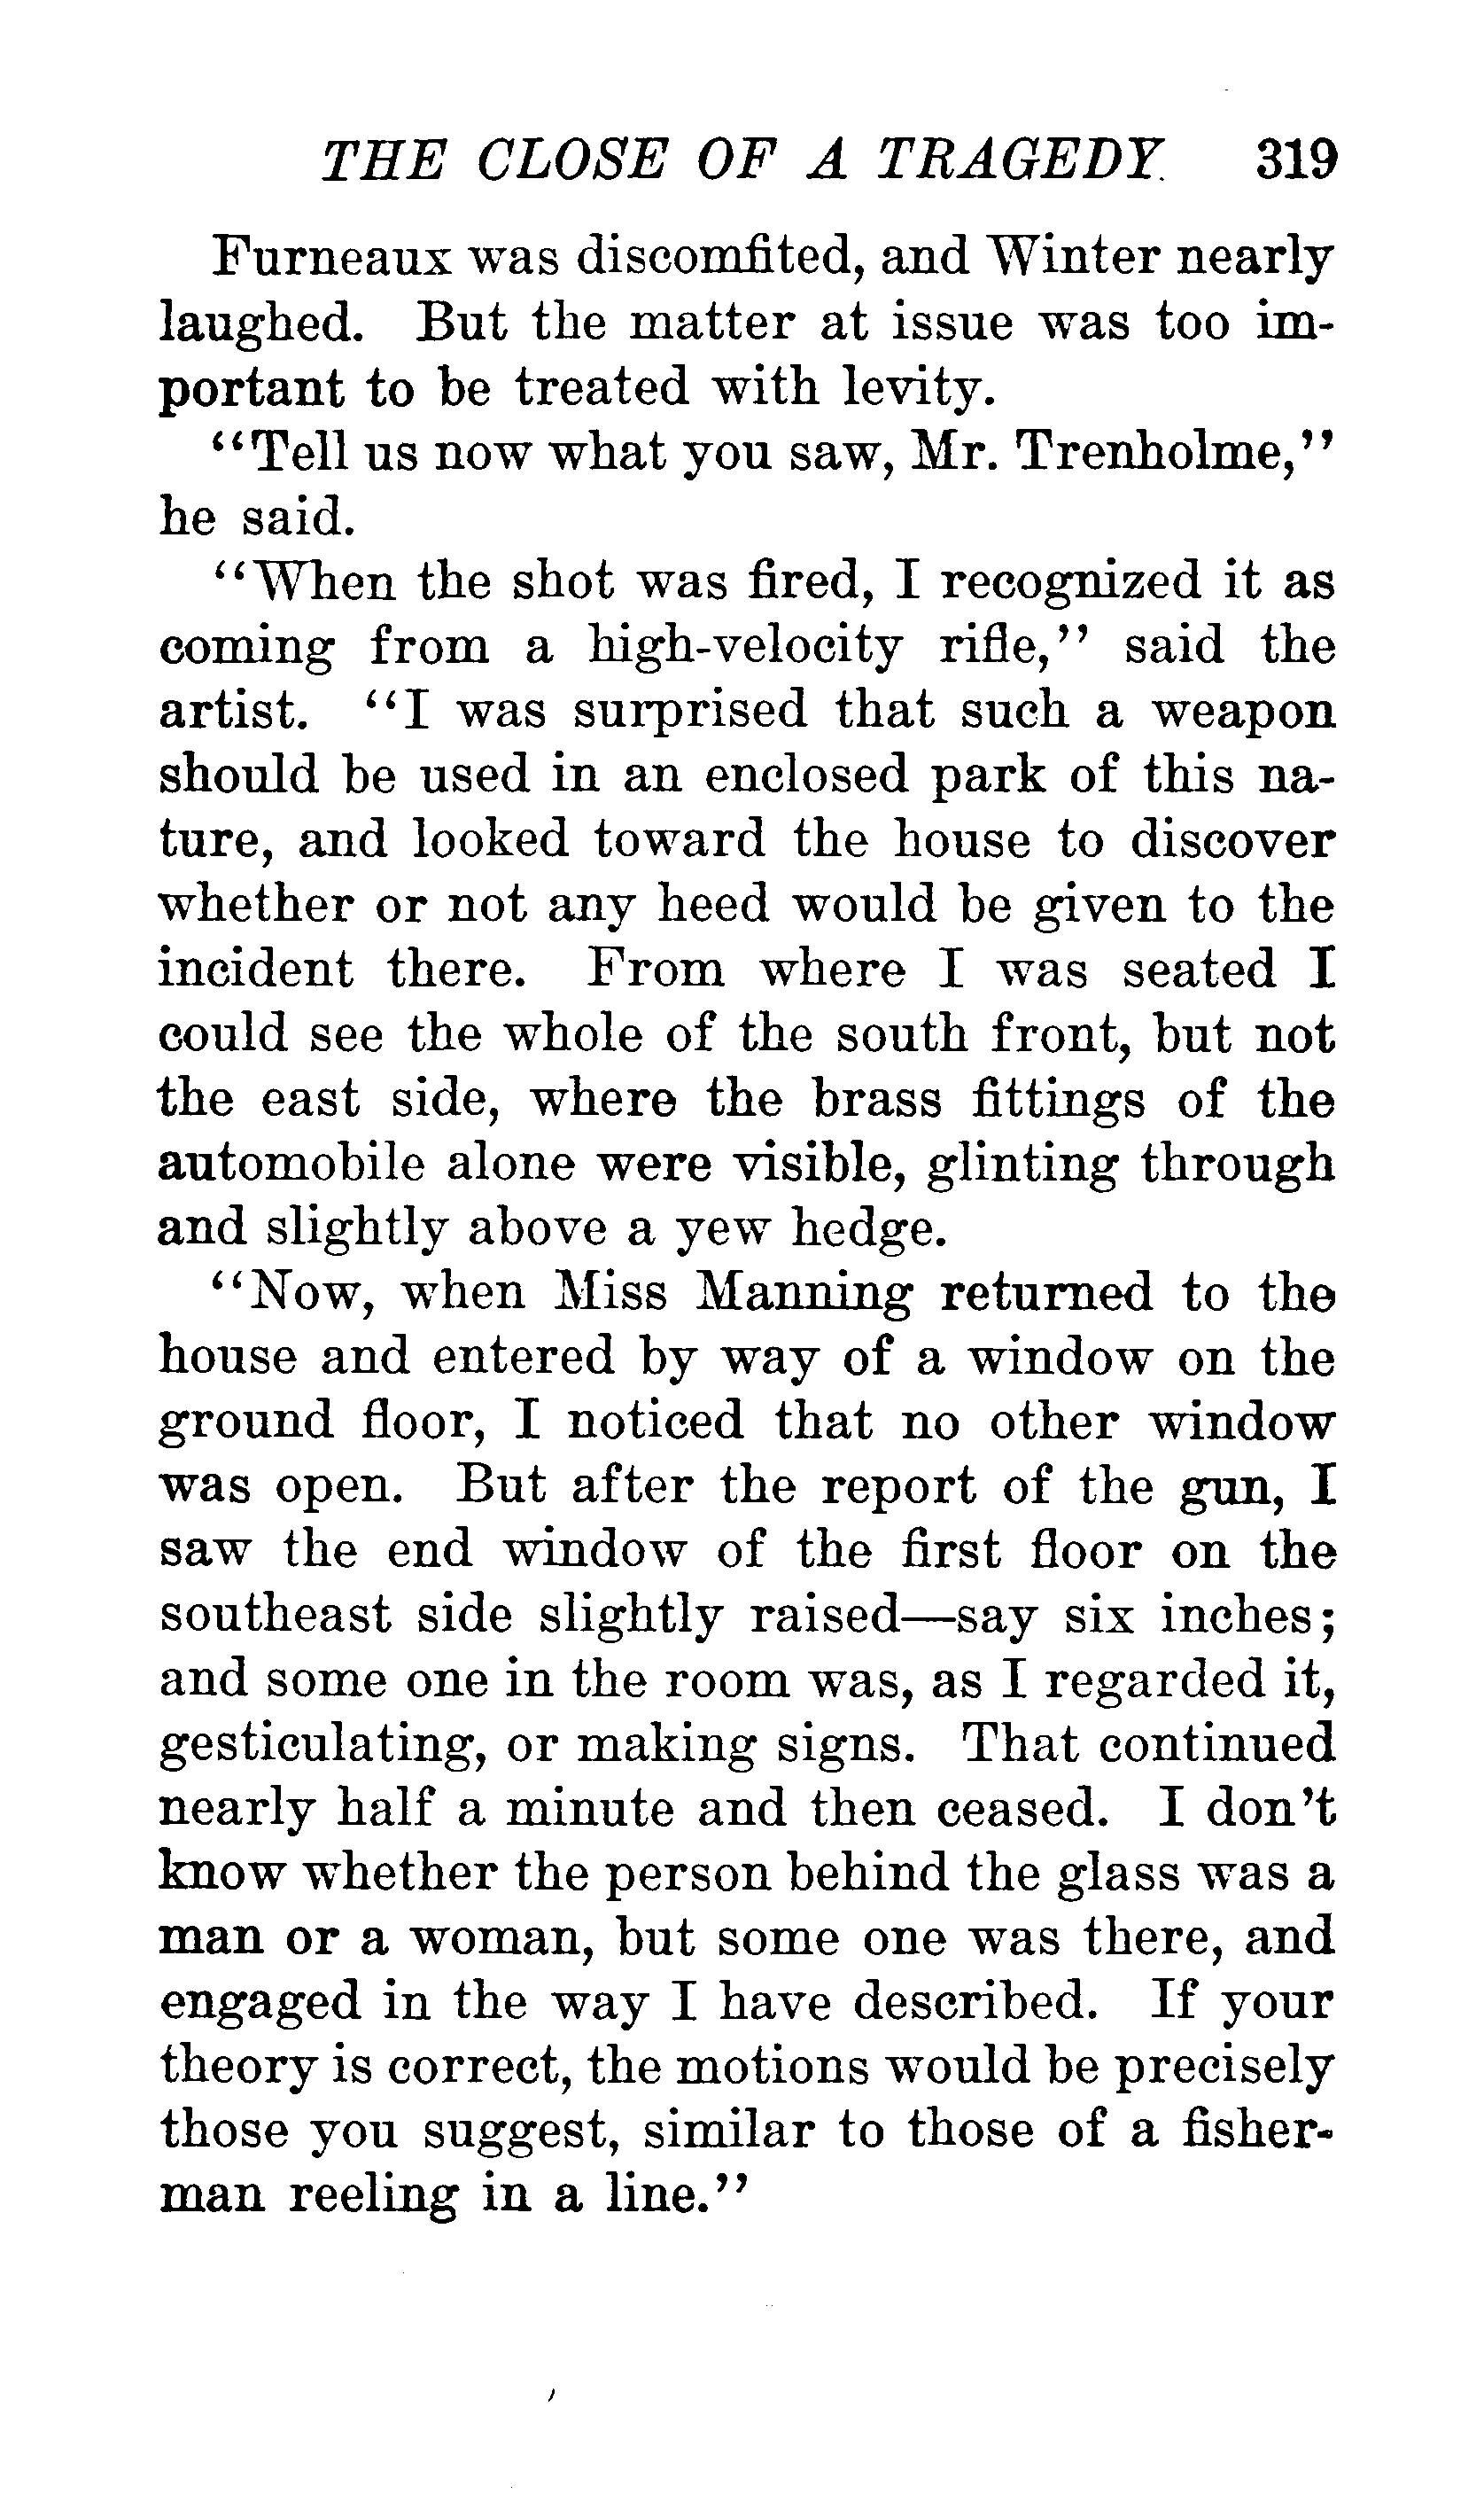 THE CLOSE OF A TRAGEDY. 319
Furneaux was discomfited, and Winter nearly
laughed. But the matter at issue was too im-
portant to be treated with levity.
“Tell us now what you saw, Mr. Trenholme,”
he said.
“When the shot was fired, I recognized it as
coming from a high-velocity rifle,” said the
artist. “I was surprised that such a weapon
should be used in an enclosed park of this na-
ture, and looked toward the house to discover
whether or not any heed would be given to the
incident there. From where I was seated I
could see the whole of the south front, but not
the east side, where the brass fittings of the
automobile alone were visible, glinting through
and slightly above a yew hedge.
“Now, when Miss Manning returned to the
house and entered by way of a window on the
ground floor, I noticed that no other window
was open. But after the report of the gun, I
saw the end window of the first floor on the
southeast side slightly raised—say six inches;
and some one in the room was, as I regarded it,
gesticulating, or making signs. That continued
nearly half a minute and then ceased. I don't
know whether the person behind the glass was a
man or a woman, but some one was there, and
engaged in the way I have described. If your
theory is correct, the motions would be precisely
those you suggest, similar to those of a fisher-
man reeling in a line.”